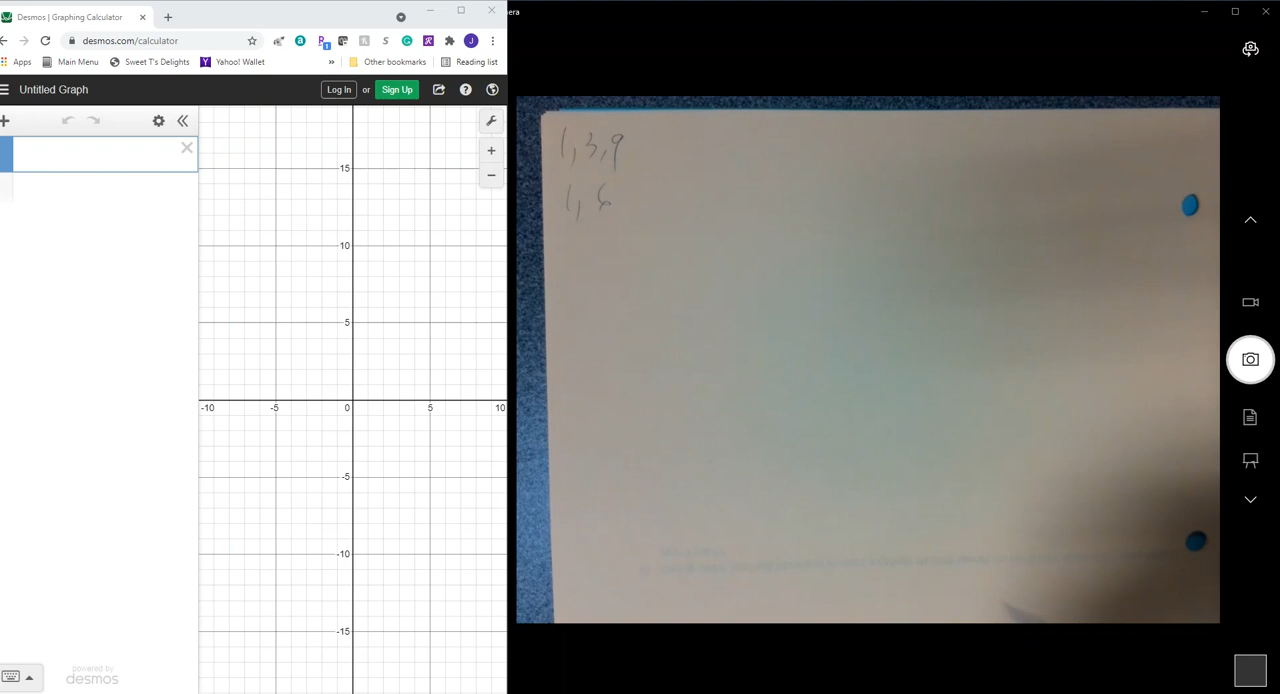 Desmos | Graphing Calculator
desmos.com/calculator
Apps Main Menu Sweet T's Delights Yahoo! Wallet » Other bookmarks Reading list
Untitled Graph Log In or Sign Up
powered by
desmos
15
10
5
-10 -5 0 5 10
-5
-10
-15
era
1, 3, 9
1, 6